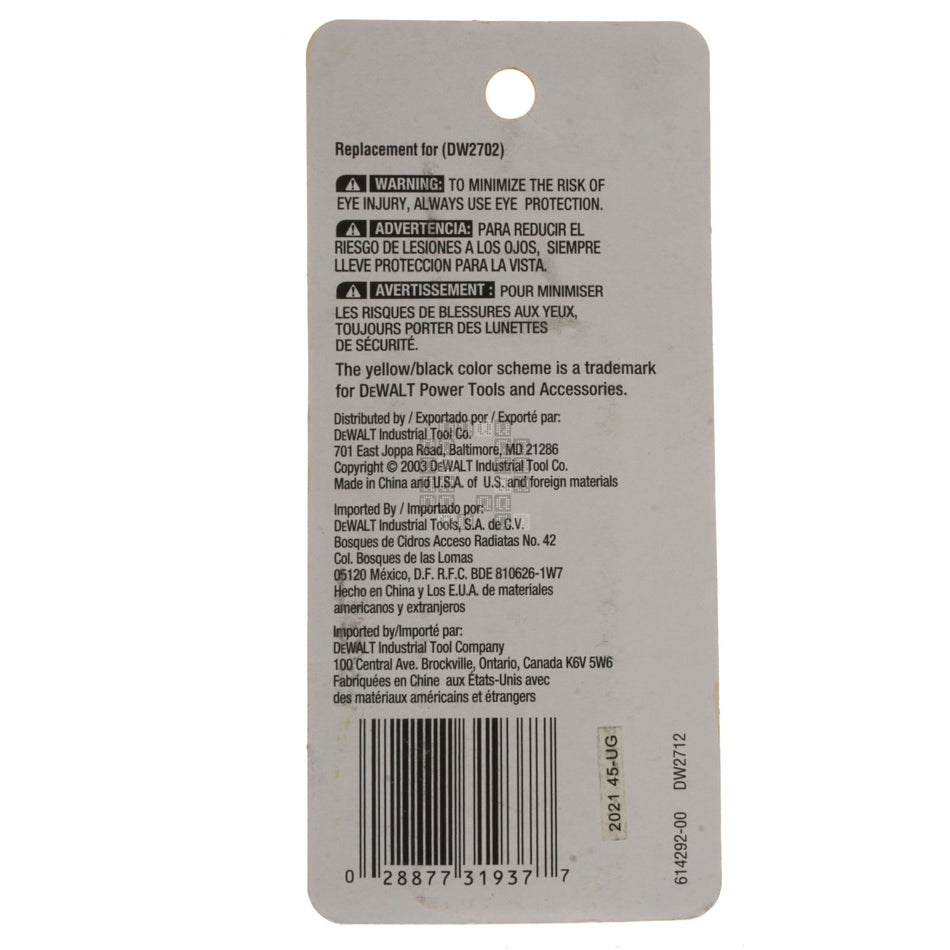 Replacement for (DW2702)
WARNING: TO MINIMIZE THE RISK OF
EYE INJURY, ALWAYS USE EYE PROTECTION.
ADVERTENCIA: PARA REDUCIR EL
RIESGO DE LESIONES A LOS OJOS, SIEMPRE
LLEVE PROTECCION PARA LA VISTA.
AVERTISSEMENT : POUR MINIMISER
LES RISQUES DE BLESSURES AUX YEUX,
TOUJOURS PORTER DES LUNETTES
DE SÉCURITÉ.
The yellow/black color scheme is a trademark
for DEWALT Power Tools and Accessories.
Distributed by / Exportado por / Exporté par:
DEWALT Industrial Tool Co.
701 East Joppa Road, Baltimore, MD 21286
Copyright © 2003 DEWALT Industrial Tool Co.
Made in China and U.S.A. of U.S. and foreign materials
Imported By / Importado por:
DEWALT Industrial Tools, S.A. de C.V.
Bosques de Cidros Acceso Radiatas No. 42
Col. Bosques de las Lomas
05120 México, D.F. R.F.C. BDE 810626-1W7
Hecho en China y Los E.U.A. de materiales
americanos y extranjeros
Imported by/Importé par:
DEWALT Industrial Tool Company
100 Central Ave. Brockville, Ontario, Canada K6V 5W6
Fabriquées en Chine aux États-Unis avec
des matériaux américains et étrangers
0 28877 31937 7
2021 45-UG
614292-00 DW2712